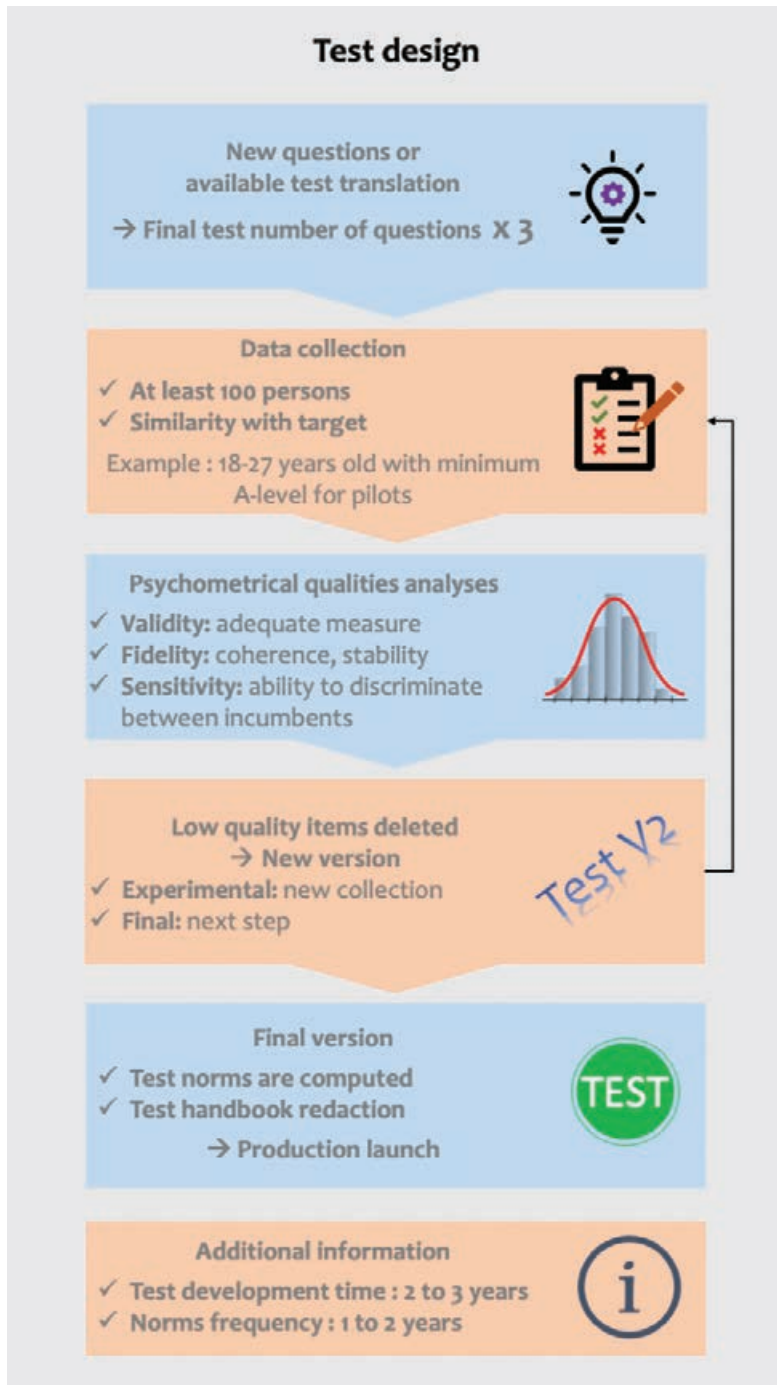 Test design
New questions or
available test translation
→ Final test number of questions x 3
Data collection
✓ At least 100 persons
✓ Similarity with target
Example : 18-27 years old with minimum
A-level for pilots
Psychometrical qualities analyses
✓ Validity: adequate measure
✓ Fidelity: coherence, stability
✓ Sensitivity: ability to discriminate
between incumbents
Low quality items deleted
→ New version
✓ Experimental: new collection
✓ Final: next step
Test V2
Final version
✓ Test norms are computed
✓ Test handbook redaction
→ Production launch
TEST
Additional information
✓ Test development time : 2 to 3 years
✓ Norms frequency : 1 to 2 years
i